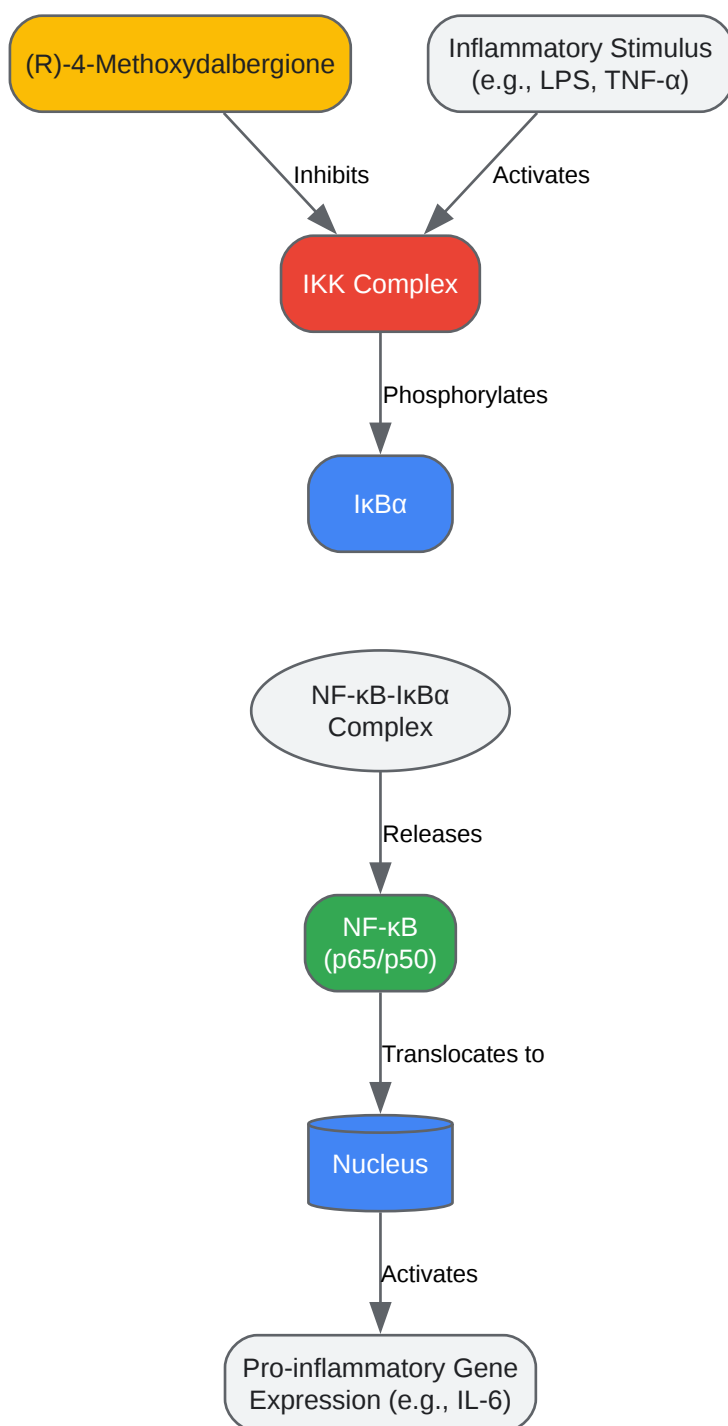 (R)-4-Methoxydalbergione
Inflammatory Stimulus
(e.g., LPS, TNF-α)
Inhibits
Activates
IKK Complex
Phosphorylates
IκBα
NF-κB-IκBα
Complex
Releases
NF-κB
(p65/p50)
Translocates to
Nucleus
Activates
Pro-inflammatory Gene
Expression (e.g., IL-6)